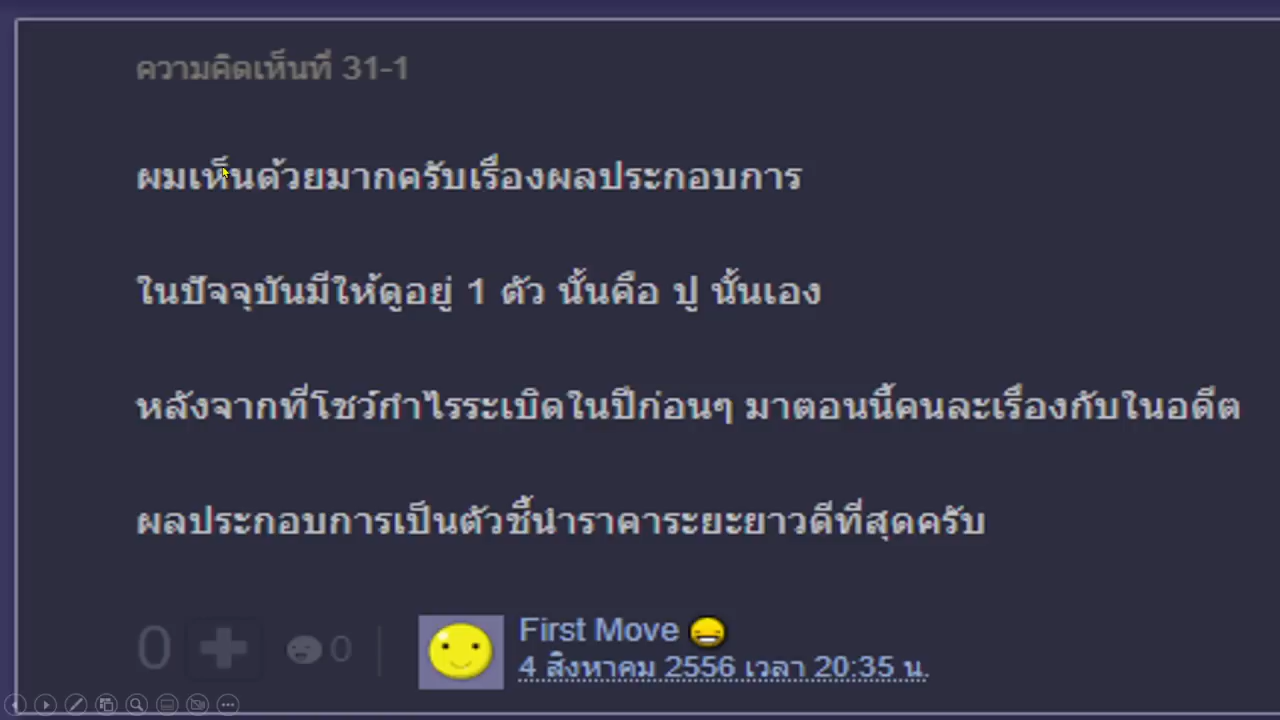 ความคิดเห็นที่ 31-1
ผมเห็นด้วยมากครับเรื่องผลประกอบการ
ในปัจจุบันมีให้ดูอยู่ 1 ตัว นั้นคือ ปู นั้นเอง
หลังจากที่โชว์กำไรระเบิดในปีก่อนๆ มาตอนนี้คนละเรื่องกับในอดีต
ผลประกอบการเป็นตัวชี้นำราคาระยะยาวดีที่สุดครับ
0 0 First Move
4 สิงหาคม 2556 เวลา 20:35 น.